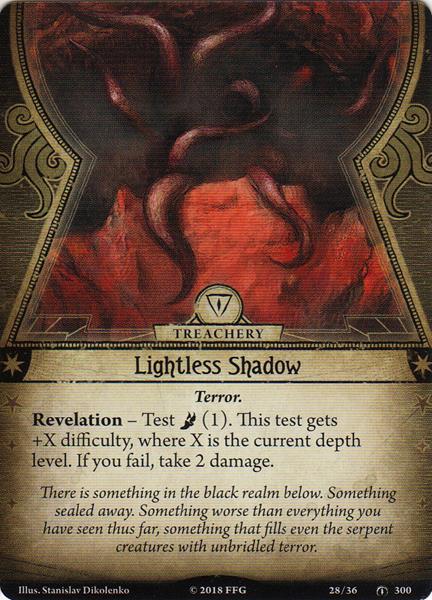 TREACHERY
Lightless Shadow
Terror.
Revelation – Test (1). This test gets
+X difficulty, where X is the current depth
level. If you fail, take 2 damage.
There is something in the black realm below. Something
sealed away. Something worse than everything you
have seen thus far, something that fills even the serpent
creatures with unbridled terror.
Illus. Stanislav Dikolenko © 2018 FFG 28/36 300